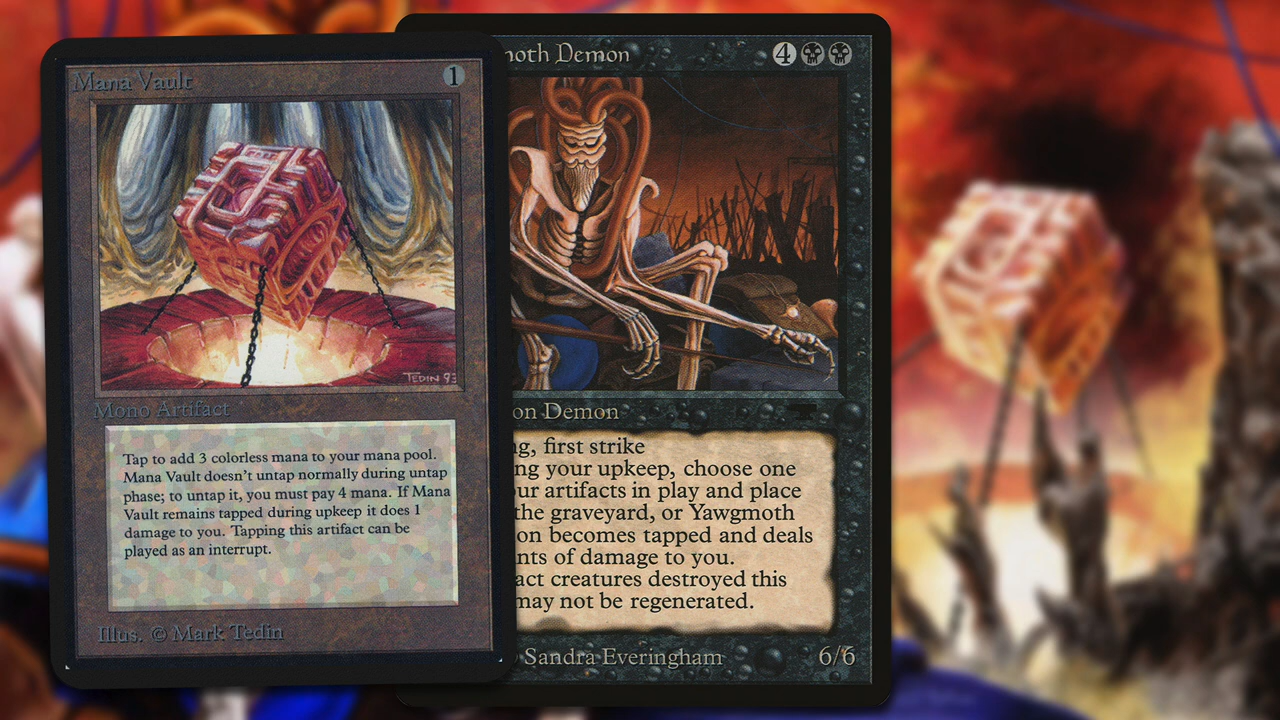 Mana Vault
1
TEDIN 93
Mono Artifact
Tap to add 3 colorless mana to your mana pool.
Mana Vault doesn't untap normally during untap
phase; to untap it, you must pay 4 mana. If Mana
Vault remains tapped during upkeep it does 1
damage to you. Tapping this artifact can be
played as an interrupt.
Illus. © Mark Tedin
moth Demon
4
on Demon
ng, first strike
ng your upkeep, choose one
our artifacts in play and place
the graveyard, or Yawgmoth
on becomes tapped and deals
nts of damage to you.
act creatures destroyed this
may not be regenerated.
Sandra Everingham
6/6